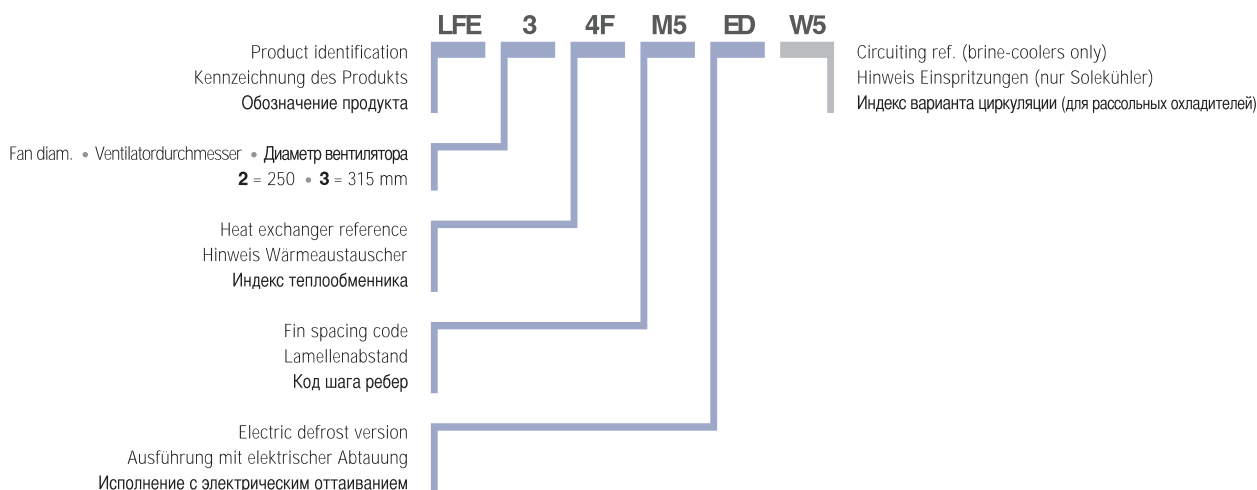 LFE 3 4F M5 ED W5
Product identification
Kennzeichnung des Produkts
Обозначение продукта
Circuiting ref. (brine-coolers only)
Hinweis Einspritzungen (nur Solekühler)
Индекс варианта циркуляции (для рассольных охладителей)
Fan diam. • Ventilatordurchmesser • Диаметр вентилятора
2 = 250 • 3 = 315 mm
Heat exchanger reference
Hinweis Wärmeaustauscher
Индекс теплообменника
Fin spacing code
Lamellenabstand
Код шага ребер
Electric defrost version
Ausführung mit elektrischer Abtauung
Исполнение с электрическим оттаиванием